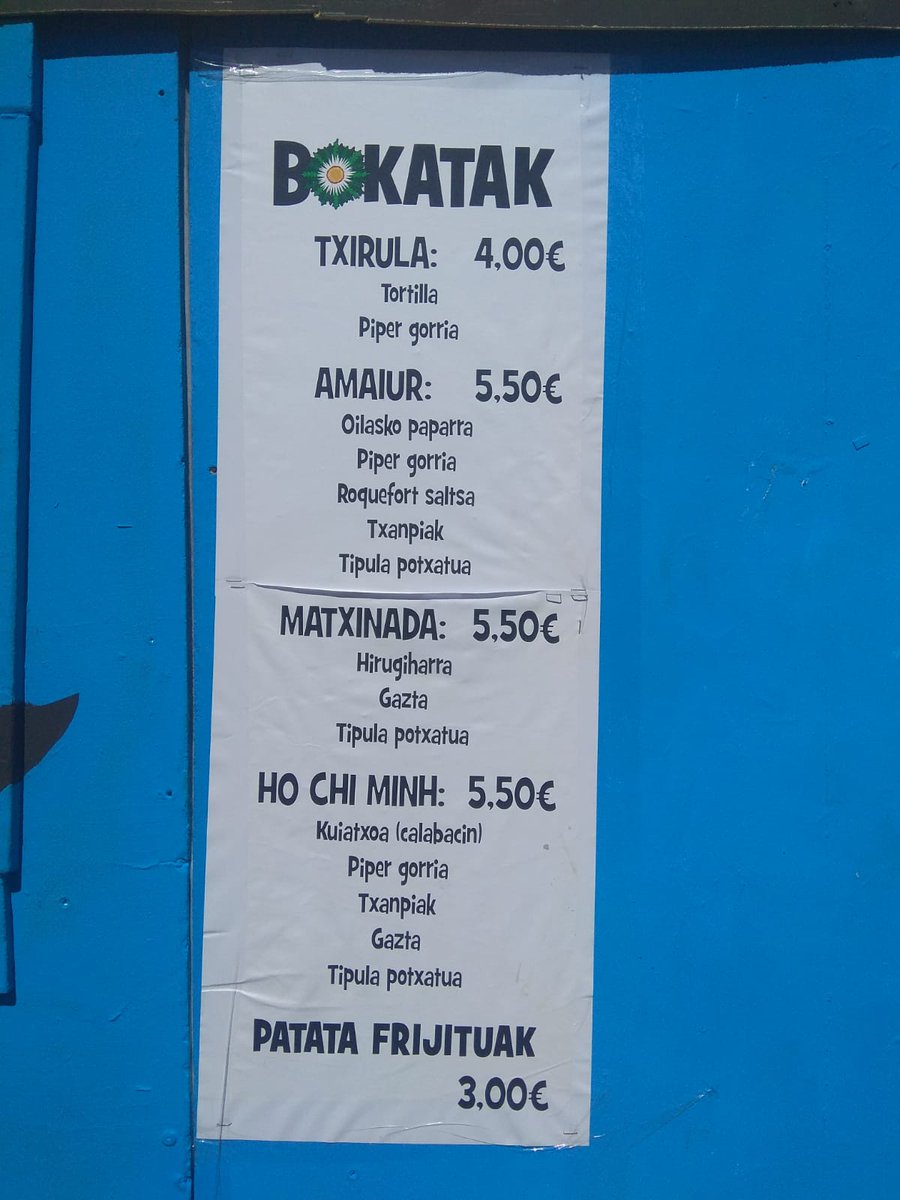 BOKATAK
TXIRULA: 4,00€
Tortilla
Piper gorria
AMAIUR: 5,50€
Oilasko paparra
Piper gorria
Roquefort saltsa
Txanpiak
Tipula potxatua
MATXINADA: 5,50€
Hirugiharra
Gazta
Tipula potxatua
HO CHI MINH: 5,50€
Kuiatxoa (calabacin)
Piper gorria
Txanpiak
Gazta
Tipula potxatua
PATATA FRIJITUAK
3,00€